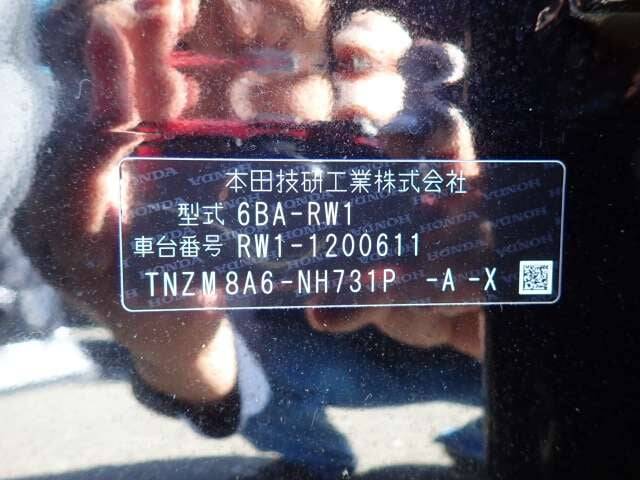 本田技研工業株式会社
型式 6BA-RW1
車台番号 RW1-1200611
TNZM8A6-NH731P -A-X